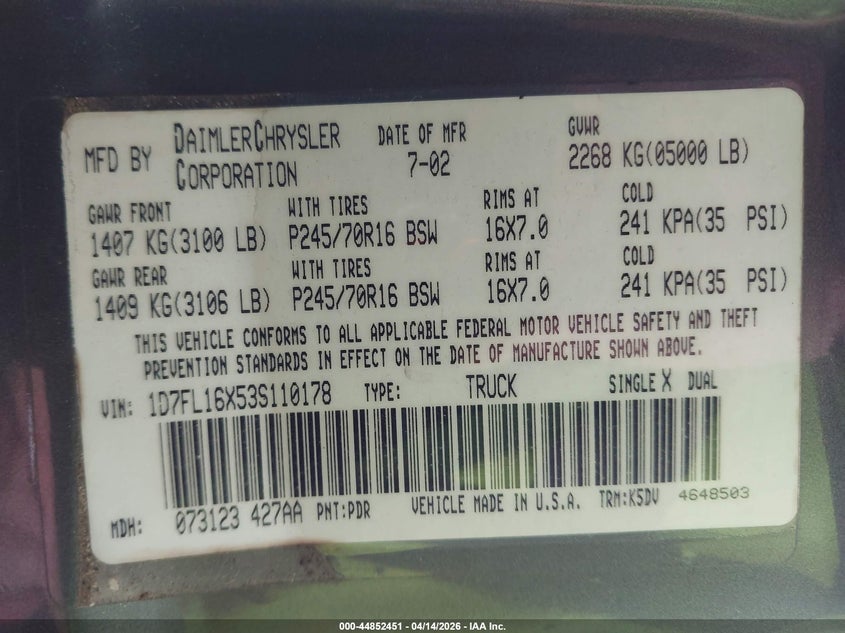 MFD BY DAIMLERCHRYSLER CORPORATION DATE OF MFR 7-02 GVWR 2268 KG(05000 LB)
GAWR FRONT WITH TIRES RIMS AT COLD
1407 KG(3100 LB) P245/70R16 BSW 16X7.0 241 KPA(35 PSI)
GAWR REAR WITH TIRES RIMS AT COLD
1409 KG(3106 LB) P245/70R16 BSW 16X7.0 241 KPA(35 PSI)
THIS VEHICLE CONFORMS TO ALL APPLICABLE FEDERAL MOTOR VEHICLE SAFETY AND THEFT
PREVENTION STANDARDS IN EFFECT ON THE DATE OF MANUFACTURE SHOWN ABOVE.
VIN: 1D7FL16X53S110178 TYPE: TRUCK SINGLE X DUAL
MDH: 073123 427AA PNT:PDR VEHICLE MADE IN U.S.A. TRM:K5DV 4648503
000-44852451 - 04/14/2026 - IAA Inc.